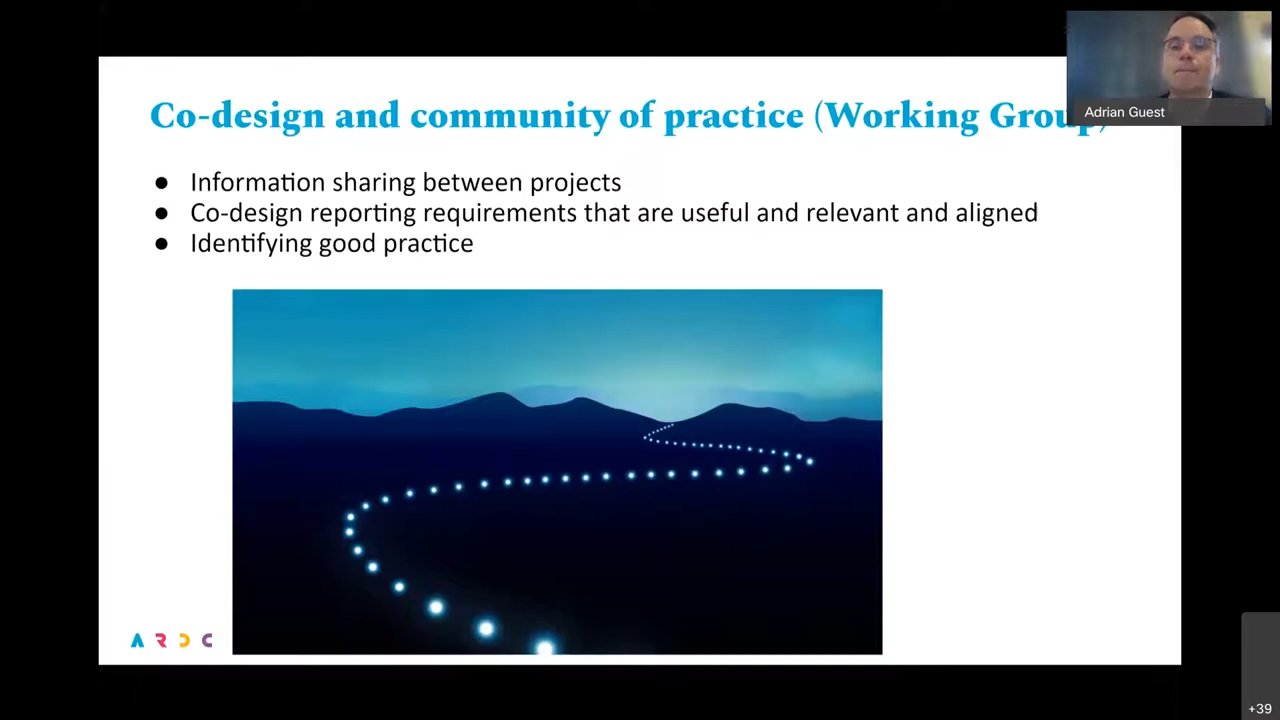 Co-design and community of practice (Working Group)
Adrian Guest
● Information sharing between projects
● Co-design reporting requirements that are useful and relevant and aligned
● Identifying good practice
ARDC
+39